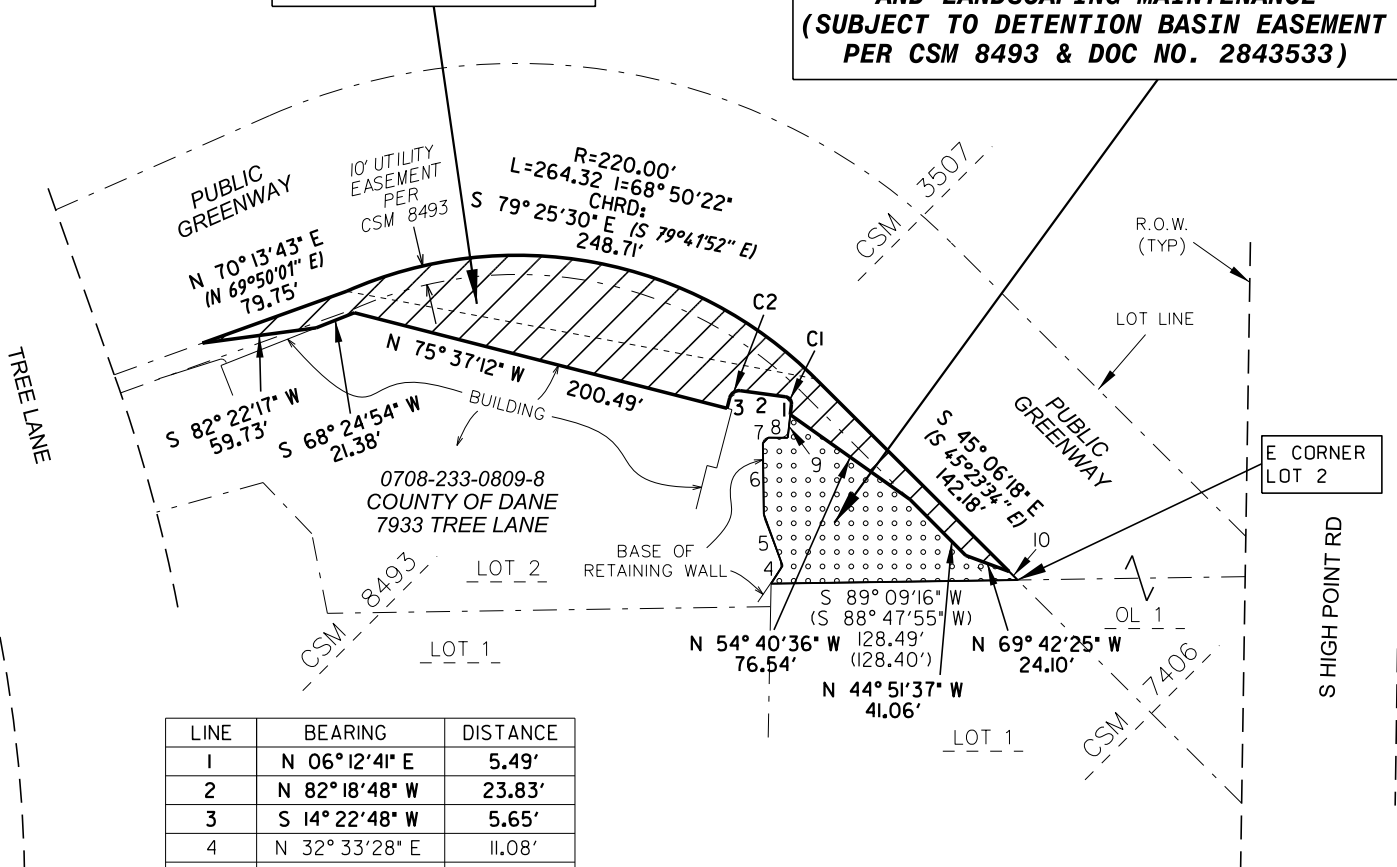 AND LANDSCAPING MAINTENANCE
(SUBJECT TO DETENTION BASIN EASEMENT
PER CSM 8493 & DOC NO. 2843533)
PUBLIC
GREENWAY
10' UTILITY
EASEMENT
PER
CSM 8493
R=220.00'
L=264.32 I=68°50'22"
CHRD:
S 79°25'30" E (S 79°41'52" E)
248.71'
CSM 3507
R.O.W.
(TYP)
N 70°13'43" E
(N 69°50'01" E)
79.75'
C2
C1
LOT LINE
TREE LANE
N 75°37'12" W 200.49'
BUILDING
3 2 1
7 8
9
6
5
4
S 82°22'17" W
59.73'
S 68°24'54" W
21.38'
PUBLIC
GREENWAY
S 45°06'18" E
(S 45°23'34" E)
142.18'
E CORNER
LOT 2
0708-233-0809-8
COUNTY OF DANE
7933 TREE LANE
10
S HIGH POINT RD
BASE OF
RETAINING WALL
LOT 2
CSM 8493
S 89°09'16" W
(S 88°47'55" W)
128.49'
(128.40')
OL 1
LOT 1
N 54°40'36" W
76.54'
N 69°42'25" W
24.10'
N 44°51'37" W
41.06'
CSM 7406
LOT 1
LINE BEARING DISTANCE
1 N 06°12'41" E 5.49'
2 N 82°18'48" W 23.83'
3 S 14°22'48" W 5.65'
4 N 32°33'28" E 11.08'